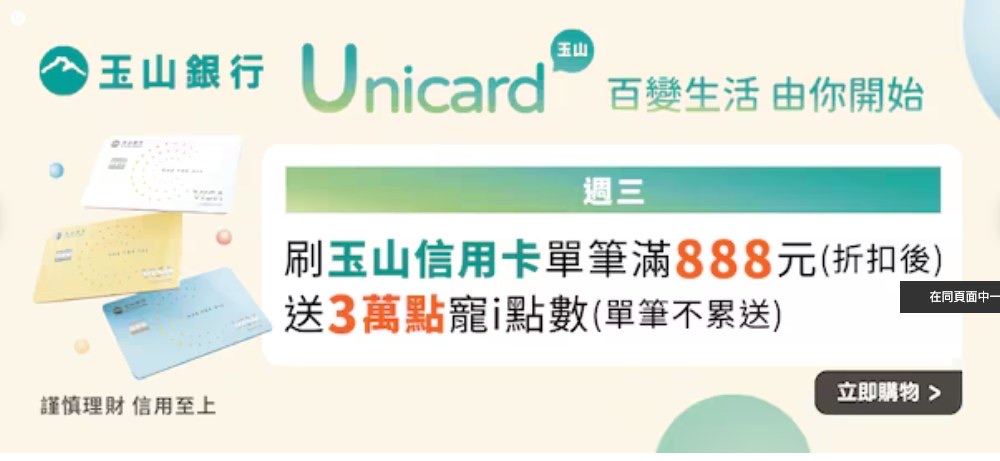 玉山銀行
Unicard
玉山
百變生活 由你開始
週三
刷玉山信用卡單筆滿888元(折扣後)
送3萬點寵i點數(單筆不累送)
在同頁面中一
立即購物 >
謹慎理財 信用至上